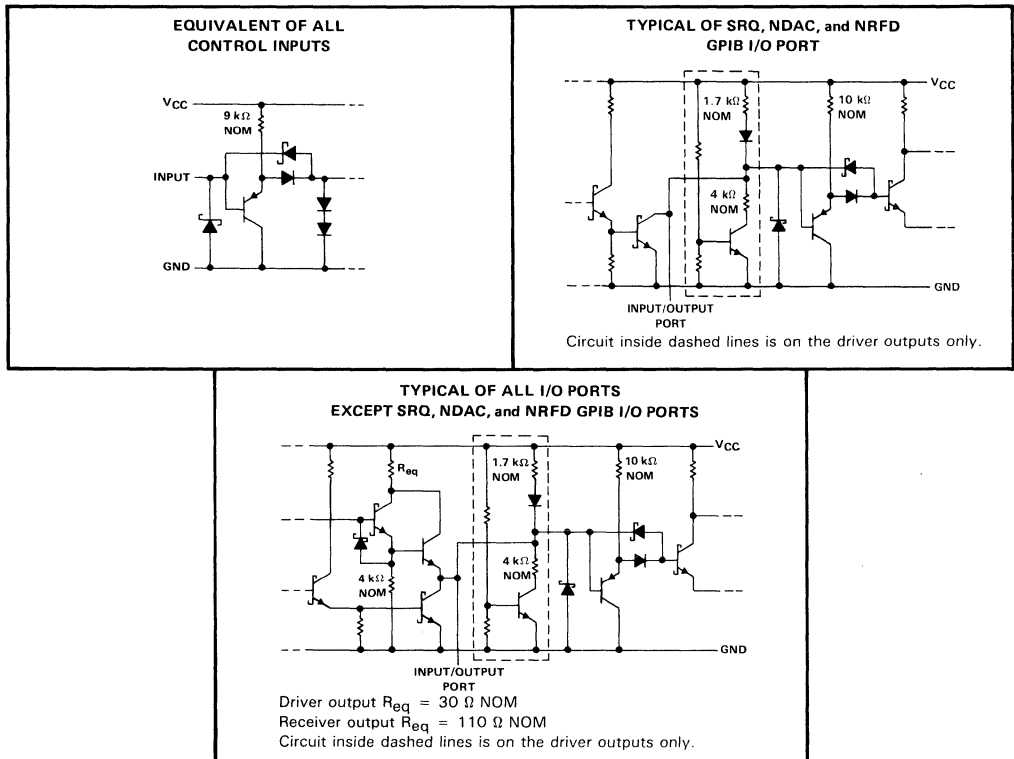 EQUIVALENT OF ALL
CONTROL INPUTS
VCC
9 kΩ
NOM
INPUT
GND
TYPICAL OF SRQ, NDAC, and NRFD
GPIB I/O PORT
VCC
1.7 kΩ
NOM
10 kΩ
NOM
4 kΩ
NOM
GND
INPUT/OUTPUT
PORT
Circuit inside dashed lines is on the driver outputs only.
TYPICAL OF ALL I/O PORTS
EXCEPT SRQ, NDAC, and NRFD GPIB I/O PORTS
VCC
Req
1.7 kΩ
NOM
10 kΩ
NOM
4 kΩ
NOM
4 kΩ
NOM
GND
INPUT/OUTPUT
PORT
Driver output Req = 30 Ω NOM
Receiver output Req = 110 Ω NOM
Circuit inside dashed lines is on the driver outputs only.